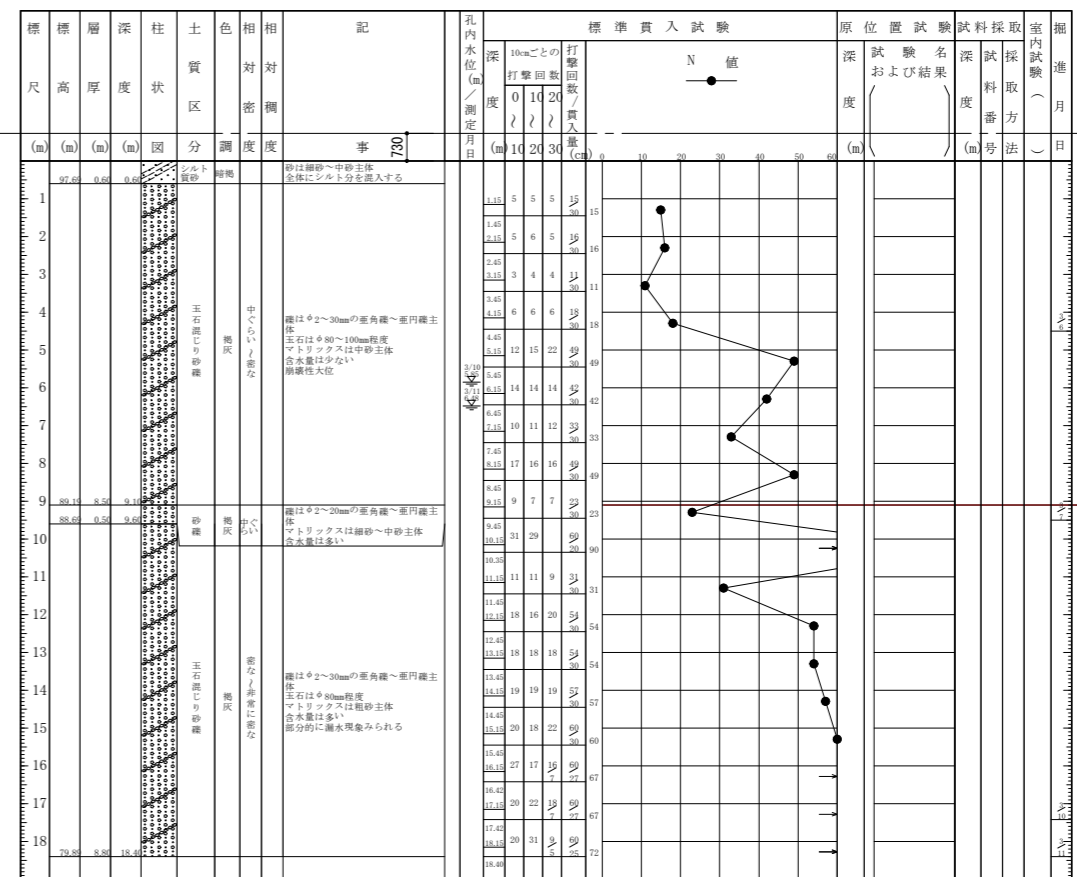 標尺(m) 標高(m) 層厚(m) 深度(m) 柱状図 土質区分 色調 相対密度 相対稠度 記事 孔内水位(m)／測定月日 標準貫入試験 原位置試験 試料採取 室内試験（　） 掘進月日
深度(m) 10cmごとの打撃回数 打撃回数/貫入量(cm) N 値 深度(m) 試験名および結果 深度(m) 試料番号 採取方法
0〜10 10〜20 20〜30
0 10 20 30 40 50 60
730
97.69 0.60 0.60 シルト質砂 暗褐
砂は細砂〜中砂主体
全体にシルト分を混入する
1 1.15 5 5 5 15/30 15
1.45
2 2.15 5 6 5 16/30 16
2.45
3 3.15 3 4 4 11/30 11
3.45
4 4.15 6 6 6 18/30 18
4.45
3/6
玉石混じり砂礫 褐灰 中ぐらい〜密な
礫はφ2〜30mmの亜角礫〜亜円礫主
体
玉石はφ80〜100mm程度
マトリックスは中砂主体
含水量は少ない
崩壊性大位
5 5.15 12 15 22 49/30 49
5.45
3/10
5.85
6 6.15 14 14 14 42/30 42
6.45
3/11
6.48
7 7.15 10 11 12 33/30 33
7.45
8 8.15 17 16 16 49/30 49
8.45
9 89.19 8.50 9.10 9.15 9 7 7 23/30 23
9.45
88.69 0.50 9.60 砂礫 褐灰 中ぐらい
礫はφ2〜20mmの亜角礫〜亜円礫主
体
マトリックスは細砂〜中砂主体
含水量は多い
10 10.15 31 29 60/20 90
10.35
11 11.15 11 11 9 31/30 31
11.45
12 12.15 18 16 20 54/30 54
12.45
13 13.15 18 18 18 54/30 54
13.45
玉石混じり砂礫 褐灰 密な〜非常に密な
礫はφ2〜30mmの亜角礫〜亜円礫主
体
玉石はφ80mm程度
マトリックスは粗砂主体
含水量は多い
部分的に漏水現象みられる
14 14.15 19 19 19 57/30 57
14.45
15 15.15 20 18 22 60/30 60
15.45
16 16.15 27 17 16/7 60/27 67
16.42
17 17.15 20 22 18/7 60/27 67
3/10
17.42
18 18.15 20 31 9/5 60/25 72
3/11
79.89 8.80 18.40
18.40